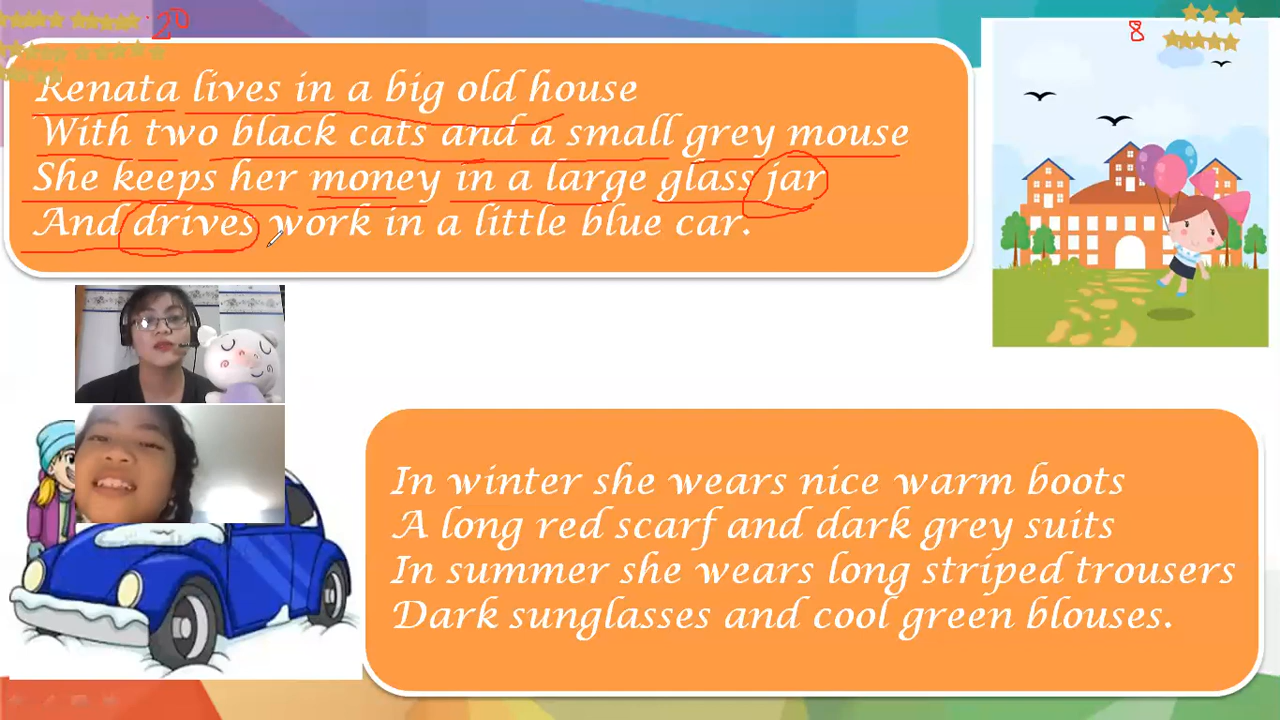 20
8
Renata lives in a big old house
With two black cats and a small grey mouse
She keeps her money in a large glass jar
And drives work in a little blue car.
In winter she wears nice warm boots
A long red scarf and dark grey suits
In summer she wears long striped trousers
Dark sunglasses and cool green blouses.